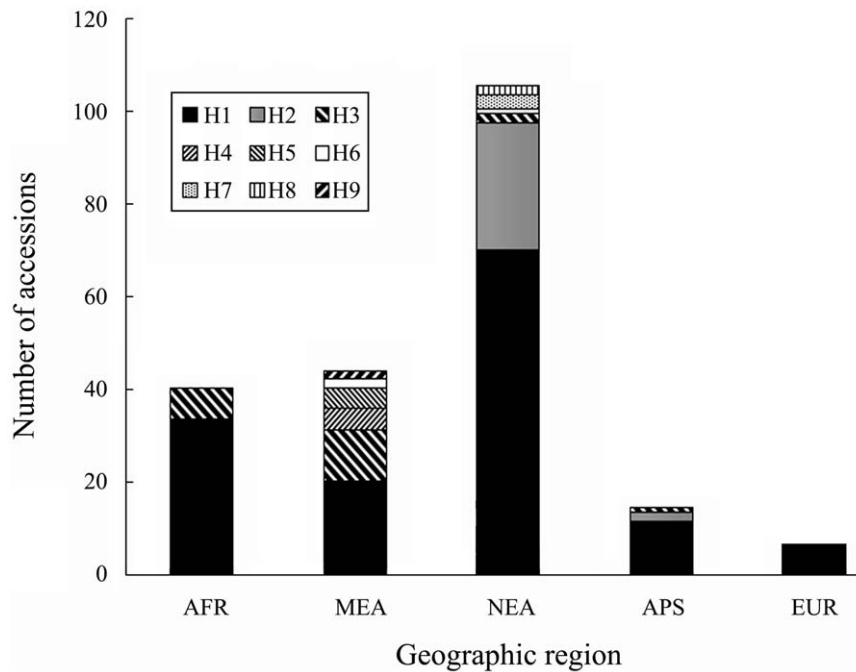 120
100
80
60
40
20
0
Number of accessions
H1 H2 H3
H4 H5 H6
H7 H8 H9
AFR MEA NEA APS EUR
Geographic region